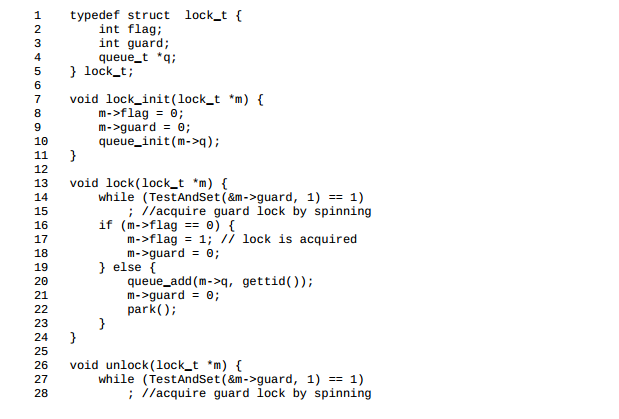 1 typedef struct lock_t {
2 int flag;
3 int guard;
4 queue_t *q;
5 } lock_t;
6
7 void lock_init(lock_t *m) {
8 m->flag = 0;
9 m->guard = 0;
10 queue_init(m->q);
11 }
12
13 void lock(lock_t *m) {
14 while (TestAndSet(&m->guard, 1) == 1)
15 ; //acquire guard lock by spinning
16 if (m->flag == 0) {
17 m->flag = 1; // lock is acquired
18 m->guard = 0;
19 } else {
20 queue_add(m->q, gettid());
21 m->guard = 0;
22 park();
23 }
24 }
25
26 void unlock(lock_t *m) {
27 while (TestAndSet(&m->guard, 1) == 1)
28 ; //acquire guard lock by spinning